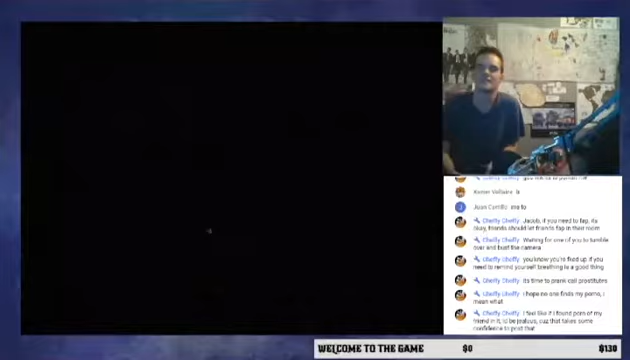 Juan Carrillo me to
Cheffy Cheffy Jacob, if you need to fap, its
okay, friends should let friends fap in their room
Cheffy Cheffy Waiting for one of you to tumble
over and bust the camera
Cheffy Cheffy you know you're fired up if you
need to remind yourself breathing is a good thing
Cheffy Cheffy its time to prank call prostitutes
Cheffy Cheffy i hope no one finds my porno, i
mean what
Cheffy Cheffy I feel like if I found porn of my
friend in it, id be jealous, cuz that takes some
confidence to post that
WELCOME TO THE GAME $0 $130